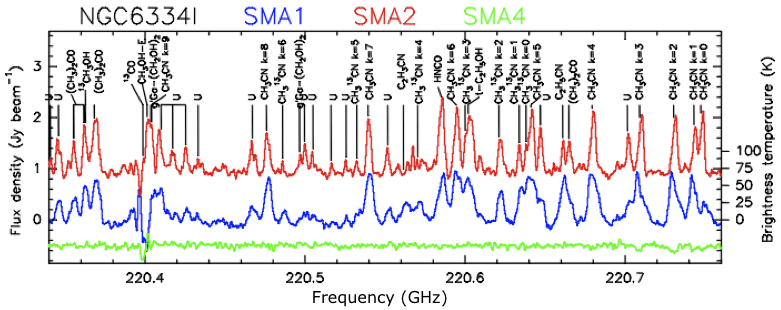 NGC6334I SMA1 SMA2 SMA4
U
U
(CH₃)₂CO
¹³CH₃OH
(CH₃)₂CO
¹³CO
CH₃OH-E
g'Ga-(CH₂OH)₂
CH₃CN k=9
U
U
U
CH₃CN k=8
CH₃¹³CN k=6
g'Ga-(CH₂OH)₂
U
U
U
U
CH₃¹³CN k=5
CH₃CN k=7
U
C₂H₅CN
CH₃¹³CN k=4
HNCO
CH₃CN k=6
CH₃¹³CN k=3
t-C₂H₅OH
CH₃¹³CN k=2
CH₃¹³CN k=1
CH₃¹³CN k=0
CH₃CN k=5
U
C₂H₅CN
(CH₃)₂CO
CH₃CN k=4
U
CH₃CN k=3
CH₃CN k=2
CH₃CN k=1
CH₃CN k=0
Flux density (Jy beam⁻¹)
3
2
1
0
100
75
50
25
0
Brightness temperature (K)
220.4 220.5 220.6 220.7
Frequency (GHz)